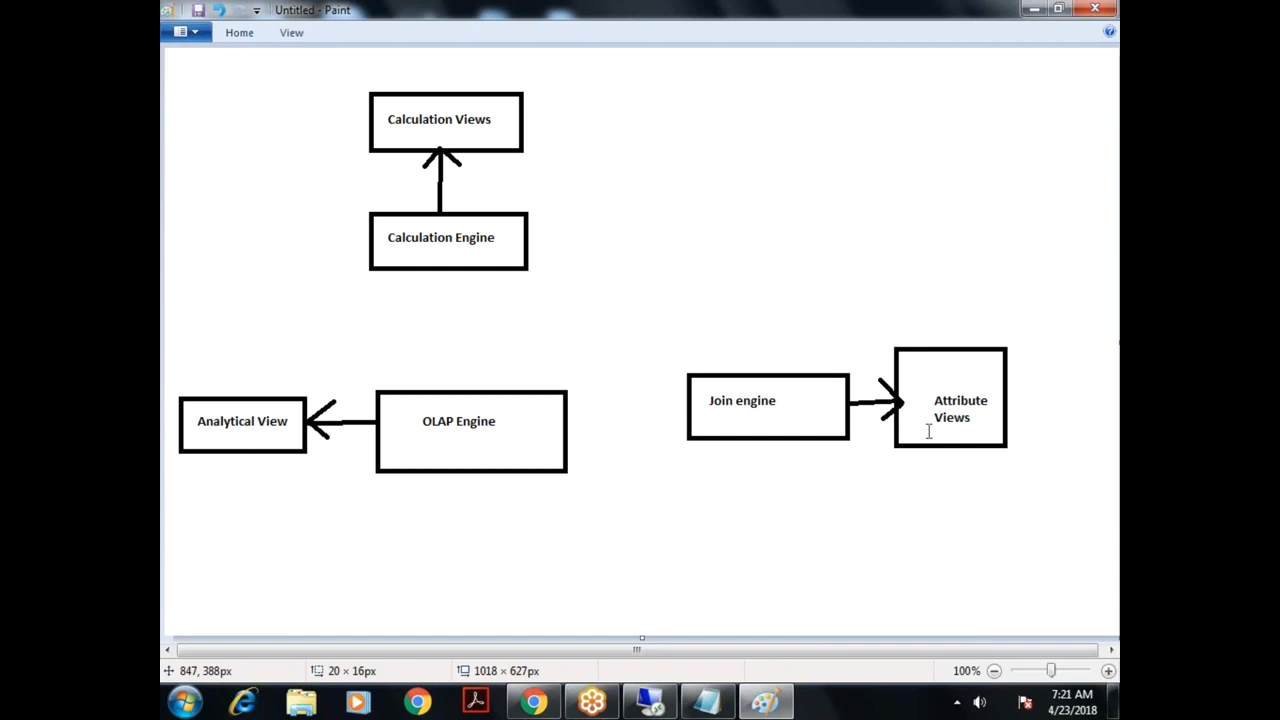 Untitled - Paint
Home View
Calculation Views
Calculation Engine
Analytical View
OLAP Engine
Join engine
Attribute
Views
847, 388px
20 × 16px
1018 × 627px
100%
7:21 AM
4/23/2018